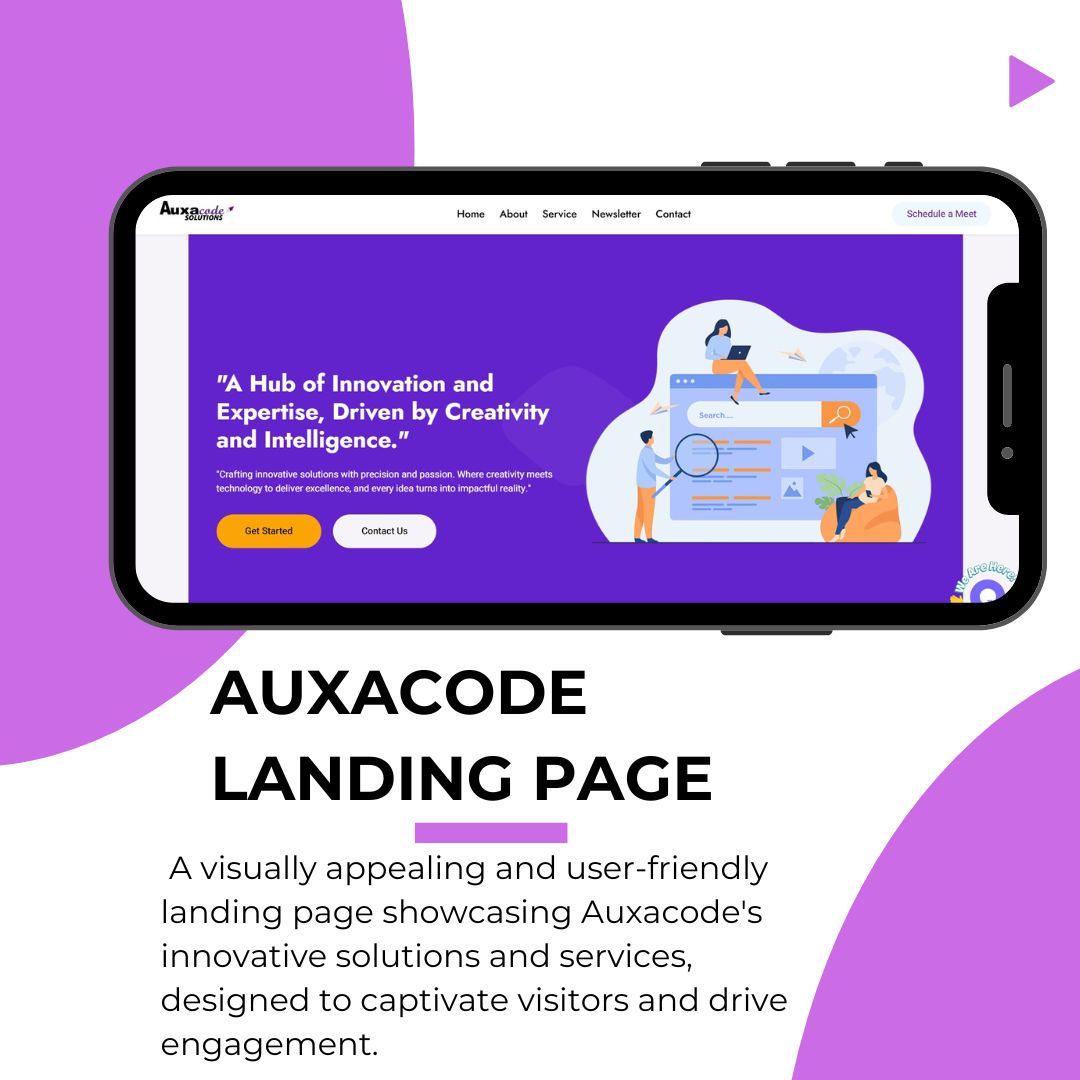 Auxacode
SOLUTIONS
Home About Service Newsletter Contact
Schedule a Meet
"A Hub of Innovation and
Expertise, Driven by Creativity
and Intelligence."
"Crafting innovative solutions with precision and passion. Where creativity meets
technology to deliver excellence, and every idea turns into impactful reality."
Get Started
Contact Us
Search....
We Are Here!
AUXACODE
LANDING PAGE
A visually appealing and user-friendly
landing page showcasing Auxacode's
innovative solutions and services,
designed to captivate visitors and drive
engagement.